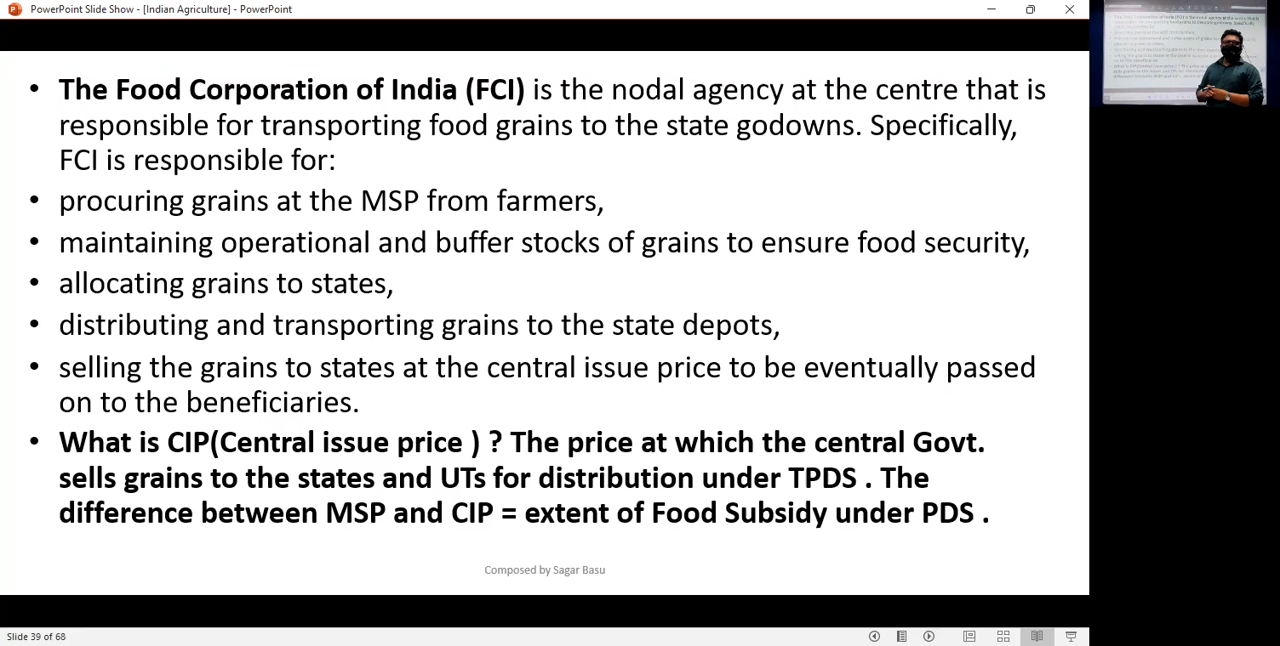 PowerPoint Slide Show - [Indian Agriculture] - PowerPoint
• The Food Corporation of India (FCI) is the nodal agency at the centre that is
responsible for transporting food grains to the state godowns. Specifically,
FCI is responsible for:
• procuring grains at the MSP from farmers,
• maintaining operational and buffer stocks of grains to ensure food security,
• allocating grains to states,
• distributing and transporting grains to the state depots,
• selling the grains to states at the central issue price to be eventually passed
on to the beneficiaries.
• What is CIP(Central issue price ) ? The price at which the central Govt.
sells grains to the states and UTs for distribution under TPDS . The
difference between MSP and CIP = extent of Food Subsidy under PDS .
Composed by Sagar Basu
Slide 39 of 68